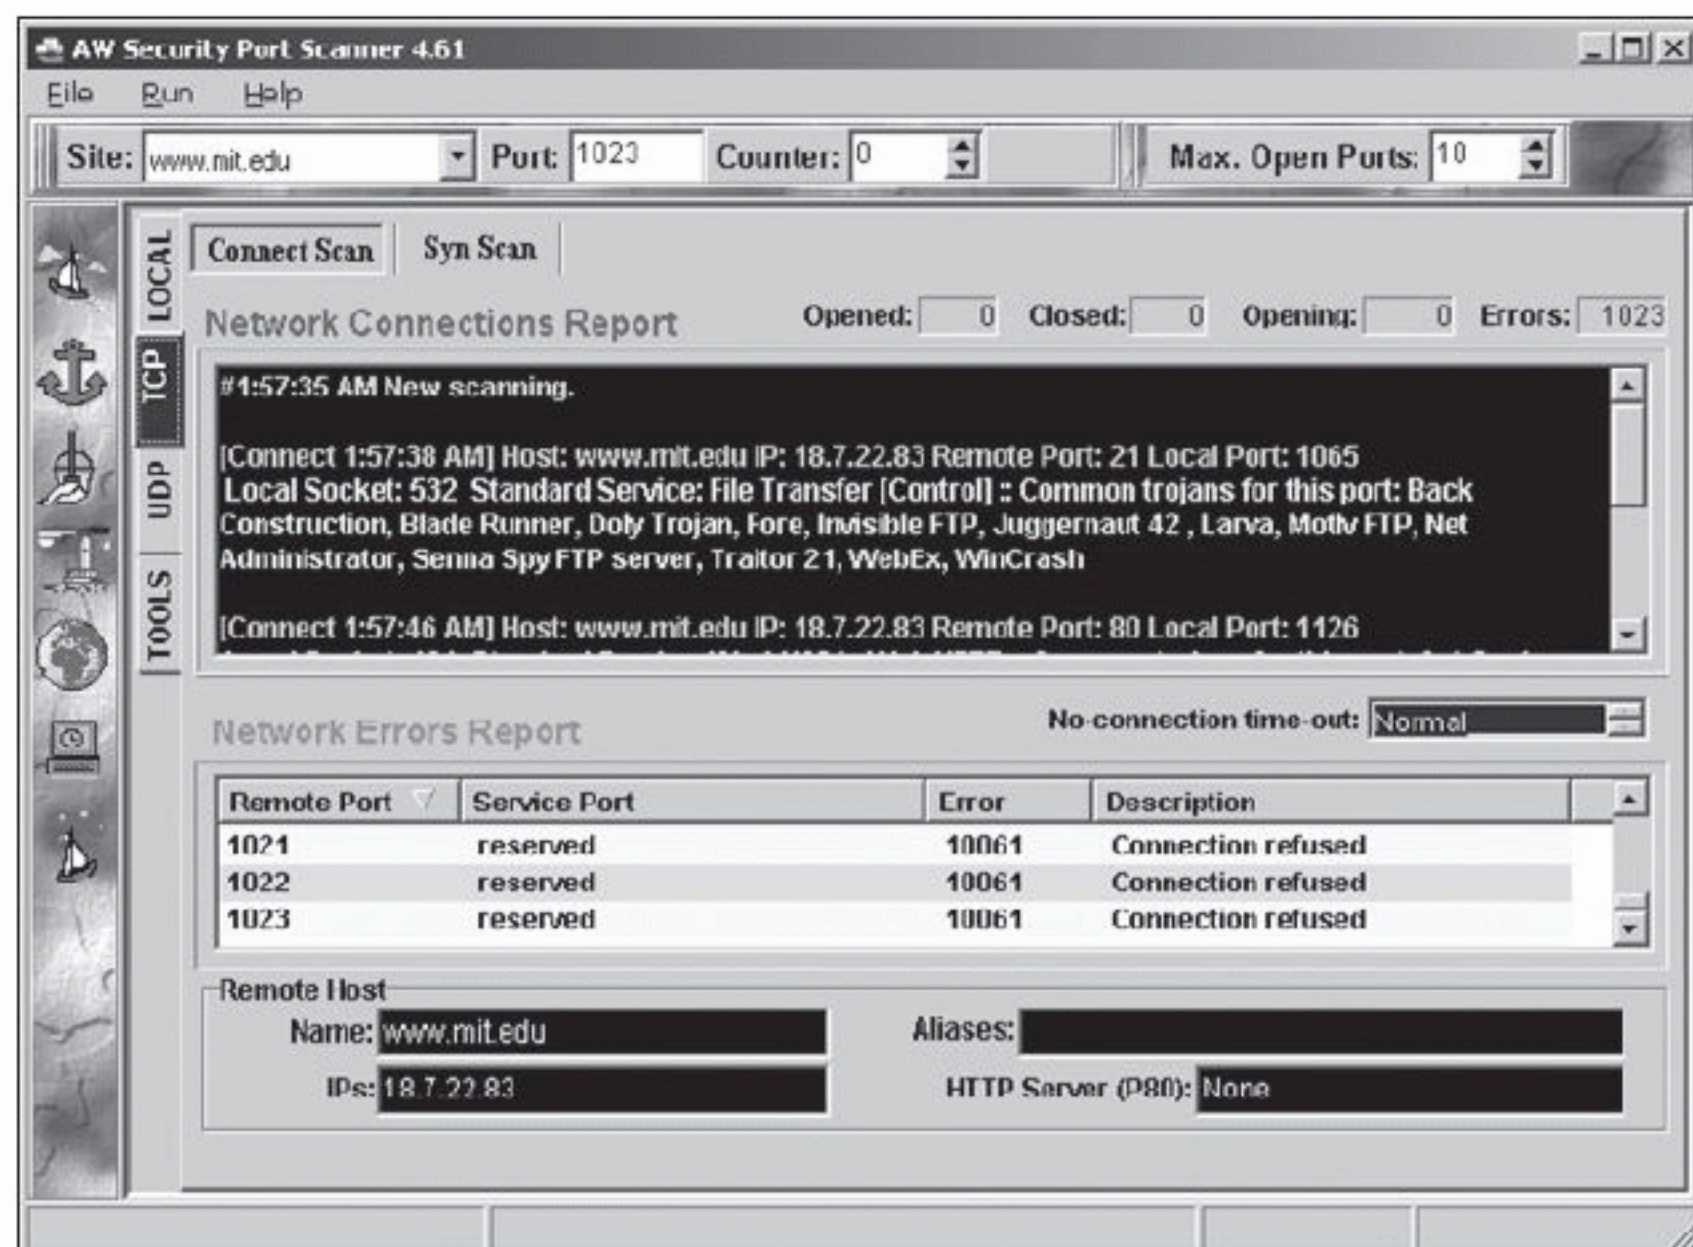 AW Security Port Scanner 4.61
File Run Help
Site: www.mit.edu Port: 1023 Counter: 0 Max. Open Ports: 10
LOCAL
TCP
UDP
TOOLS
Connect Scan Syn Scan
Network Connections Report Opened: 0 Closed: 0 Opening: 0 Errors: 1023
#1:57:35 AM New scanning.
[Connect 1:57:38 AM] Host: www.mit.edu IP: 18.7.22.83 Remote Port: 21 Local Port: 1065
Local Socket: 532 Standard Service: File Transfer [Control] :: Common trojans for this port: Back
Construction, Blade Runner, Doly Trojan, Fore, Invisible FTP, Juggernaut 42 , Larva, Motiv FTP, Net
Administrator, Senna Spy FTP server, Traitor 21, WebEx, WinCrash
[Connect 1:57:46 AM] Host: www.mit.edu IP: 18.7.22.83 Remote Port: 80 Local Port: 1126
Network Errors Report No-connection time-out: Normal
Remote Port Service Port Error Description
1021 reserved 10061 Connection refused
1022 reserved 10061 Connection refused
1023 reserved 10061 Connection refused
Remote Host
Name: www.mit.edu Aliases:
IPs: 18.7.22.83 HTTP Server (P80): None